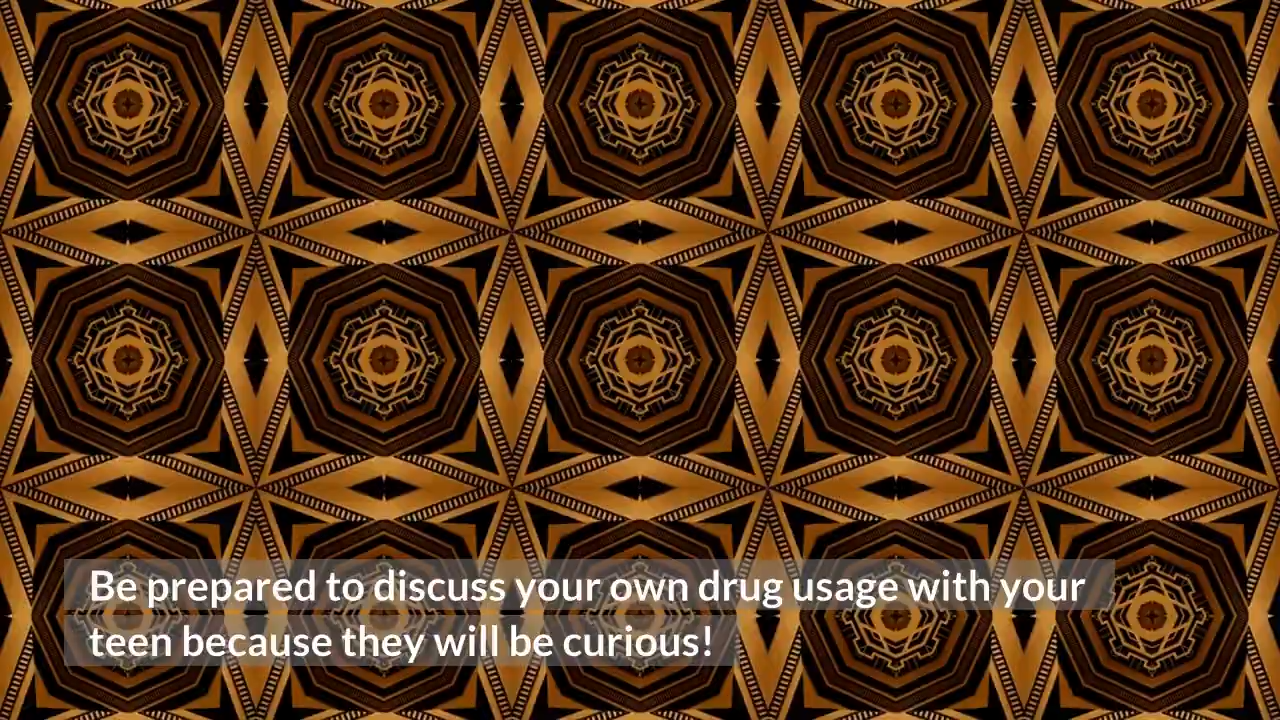 Be prepared to discuss your own drug usage with your
teen because they will be curious!